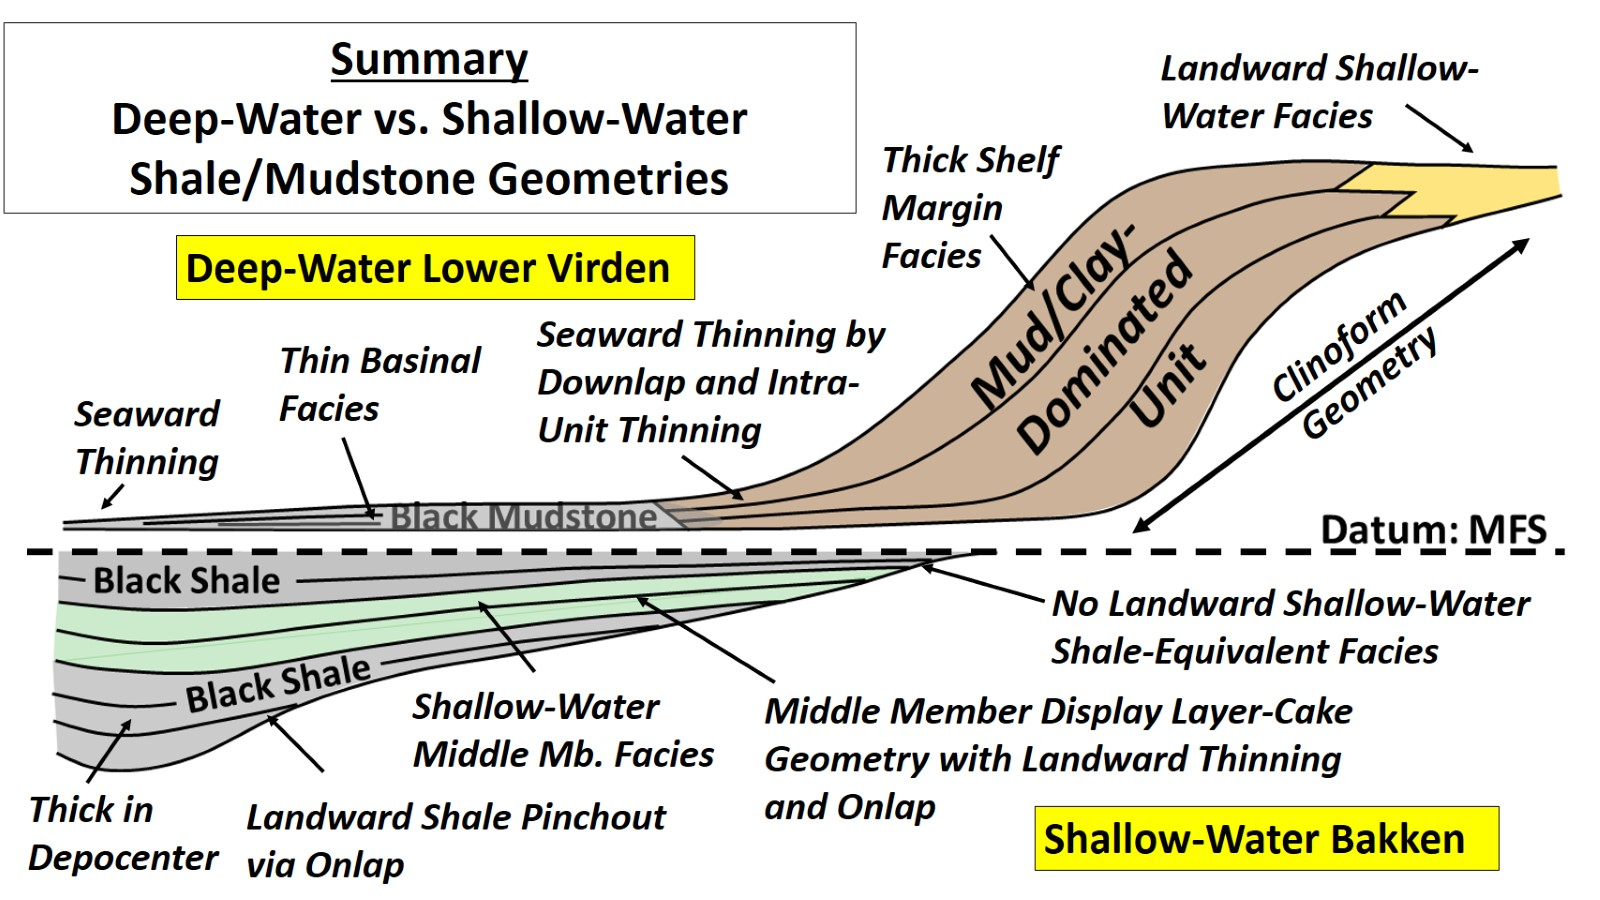 Summary
Deep-Water vs. Shallow-Water
Shale/Mudstone Geometries
Deep-Water Lower Virden
Landward Shallow-
Water Facies
Thick Shelf
Margin
Facies
Mud/Clay-
Dominated
Unit
Clinoform
Geometry
Seaward Thinning by
Downlap and Intra-
Unit Thinning
Thin Basinal
Facies
Seaward
Thinning
Black Mudstone
Datum: MFS
Black Shale
Black Shale
No Landward Shallow-Water
Shale-Equivalent Facies
Shallow-Water
Middle Mb. Facies
Middle Member Display Layer-Cake
Geometry with Landward Thinning
and Onlap
Thick in
Depocenter
Landward Shale Pinchout
via Onlap
Shallow-Water Bakken